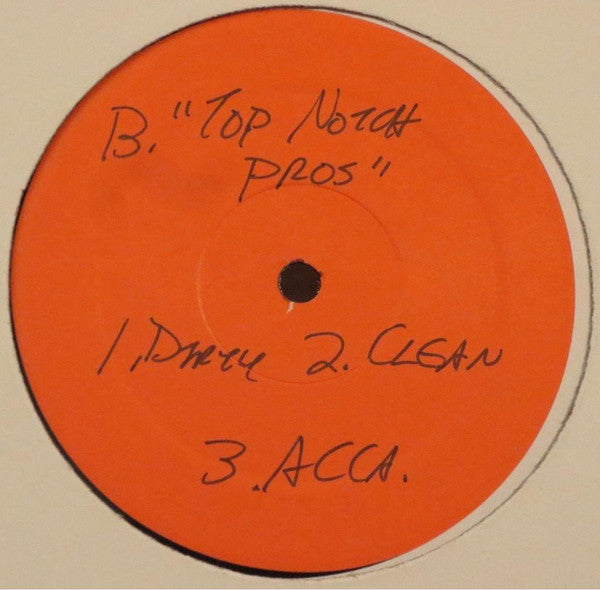 B. "TOP NOTCH
PROS"
1. DIRTY 2. CLEAN
3. ACCA.